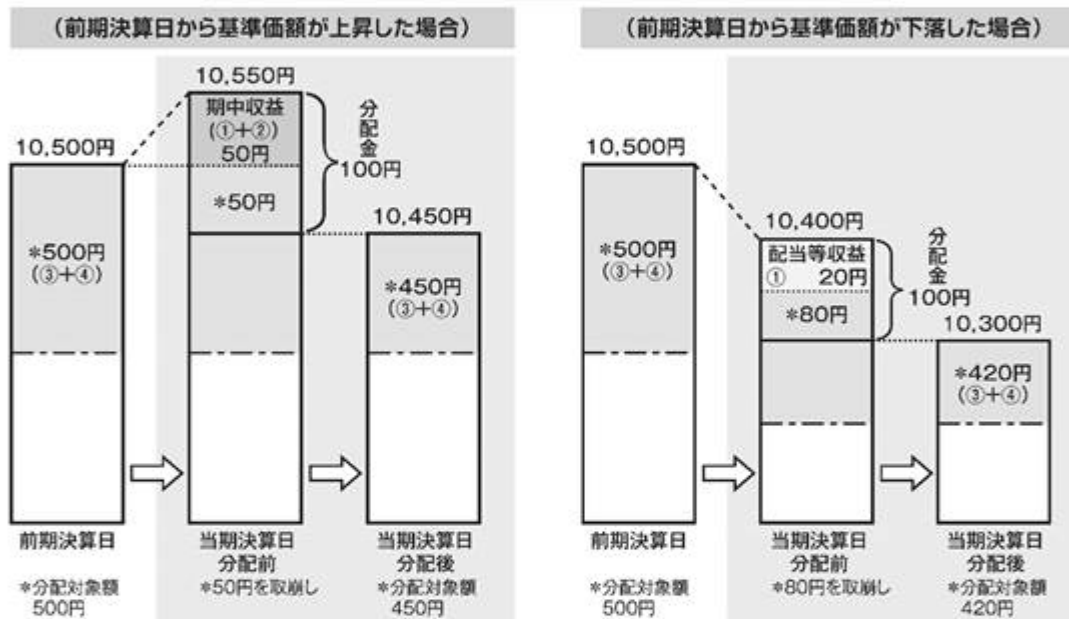 (前期決算日から基準価額が上昇した場合)
10,550円
期中収益
(①+②)
50円
*50円
分配金
100円
10,500円
*500円
(③+④)
10,450円
*450円
(③+④)
前期決算日
*分配対象額
500円
当期決算日
分配前
*50円を取崩し
当期決算日
分配後
*分配対象額
450円
(前期決算日から基準価額が下落した場合)
10,500円
*500円
(③+④)
10,400円
配当等収益
① 20円
*80円
分配金
100円
10,300円
*420円
(③+④)
前期決算日
*分配対象額
500円
当期決算日
分配前
*80円を取崩し
当期決算日
分配後
*分配対象額
420円